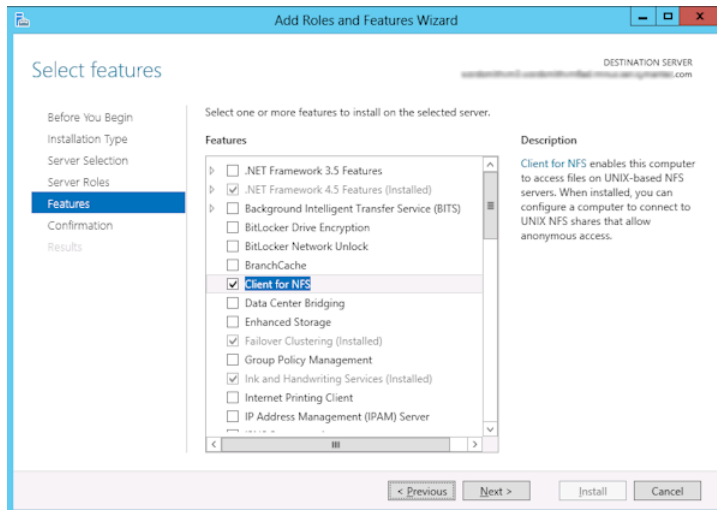 Add Roles and Features Wizard
Select features
DESTINATION SERVER
.com
Before You Begin
Installation Type
Server Selection
Server Roles
Features
Confirmation
Results
Select one or more features to install on the selected server.
Features
.NET Framework 3.5 Features
.NET Framework 4.5 Features (Installed)
Background Intelligent Transfer Service (BITS)
BitLocker Drive Encryption
BitLocker Network Unlock
BranchCache
Client for NFS
Data Center Bridging
Enhanced Storage
Failover Clustering (Installed)
Group Policy Management
Ink and Handwriting Services (Installed)
Internet Printing Client
IP Address Management (IPAM) Server
Description
Client for NFS enables this computer
to access files on UNIX-based NFS
servers. When installed, you can
configure a computer to connect to
UNIX NFS shares that allow
anonymous access.
< Previous
Next >
Install
Cancel